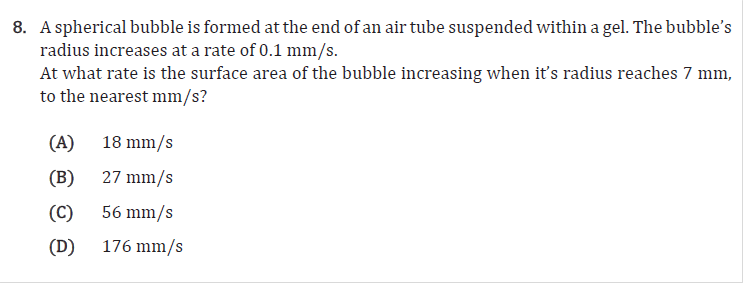 8. A spherical bubble is formed at the end of an air tube suspended within a gel. The bubble's
radius increases at a rate of 0.1 mm/s.
At what rate is the surface area of the bubble increasing when it's radius reaches 7 mm,
to the nearest mm/s?
(A) 18 mm/s
(B) 27 mm/s
(C) 56 mm/s
(D) 176 mm/s